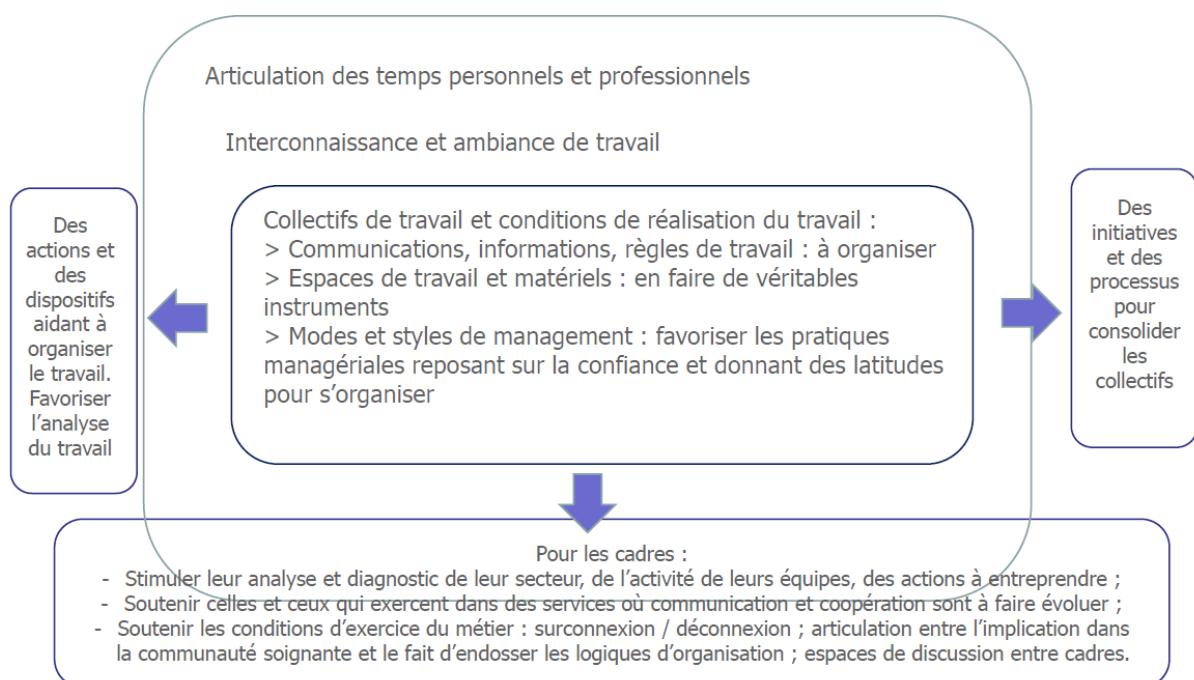 Articulation des temps personnels et professionnels
Interconnaissance et ambiance de travail
Des
actions et
des
dispositifs
aidant à
organiser
le travail.
Favoriser
l’analyse
du travail
Collectifs de travail et conditions de réalisation du travail :
> Communications, informations, règles de travail : à organiser
> Espaces de travail et matériels : en faire de véritables
instruments
> Modes et styles de management : favoriser les pratiques
managériales reposant sur la confiance et donnant des latitudes
pour s’organiser
Des
initiatives
et des
processus
pour
consolider
les
collectifs
Pour les cadres :
- Stimuler leur analyse et diagnostic de leur secteur, de l’activité de leurs équipes, des actions à entreprendre ;
- Soutenir celles et ceux qui exercent dans des services où communication et coopération sont à faire évoluer ;
- Soutenir les conditions d’exercice du métier : surconnexion / déconnexion ; articulation entre l’implication dans
la communauté soignante et le fait d’endosser les logiques d’organisation ; espaces de discussion entre cadres.